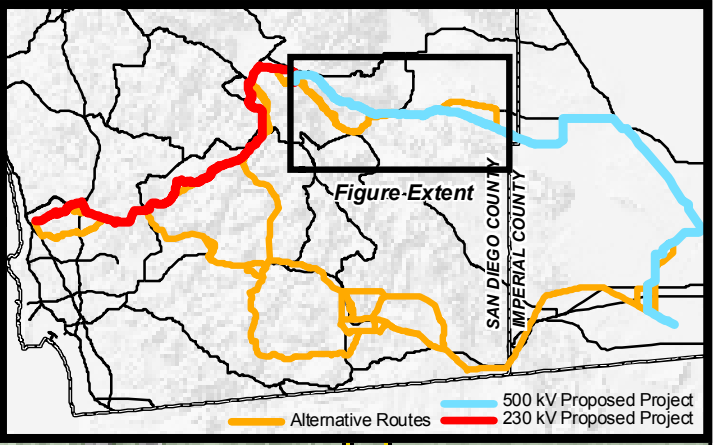 Figure Extent
SAN DIEGO COUNTY
IMPERIAL COUNTY
Alternative Routes
500 kV Proposed Project
230 kV Proposed Project